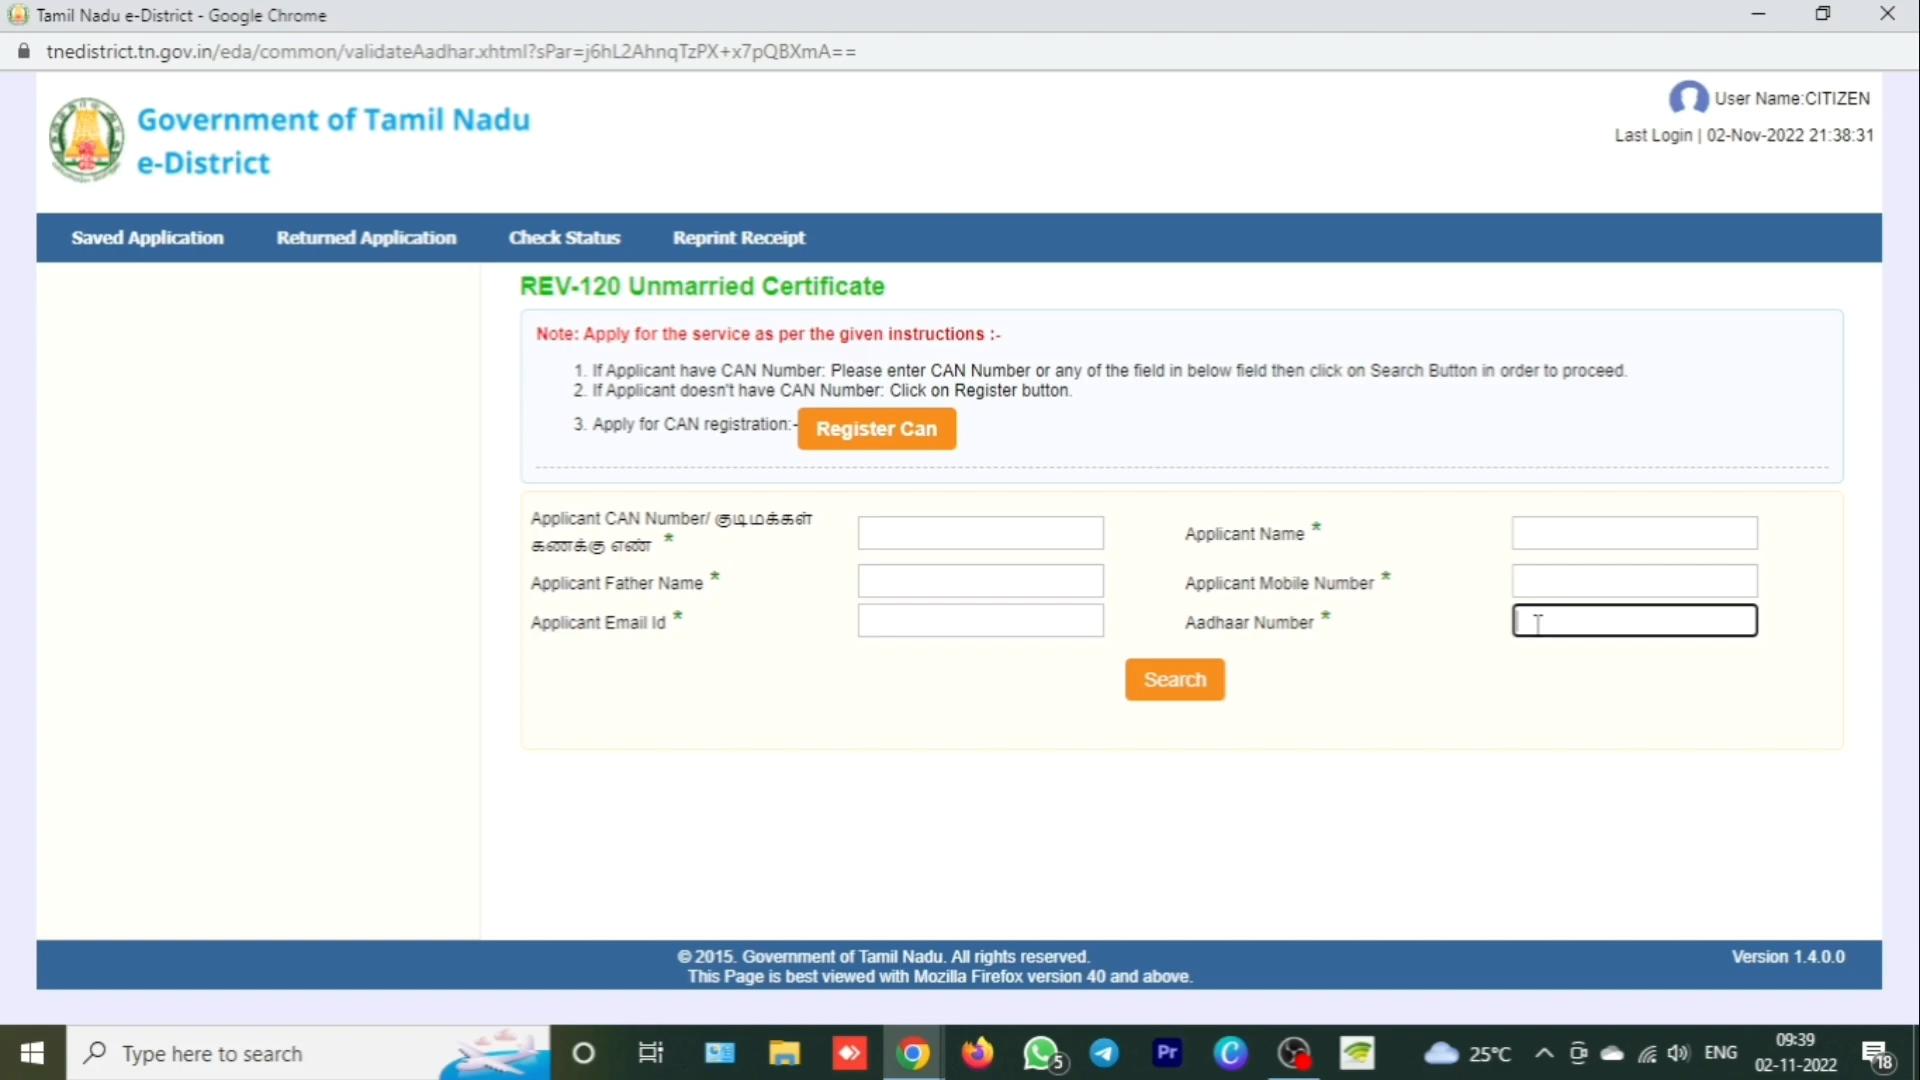 Tamil Nadu e-District - Google Chrome
tnedistrict.tn.gov.in/eda/common/validateAadhar.xhtml?sPar=j6hL2AhnqTzPX+x7pQBXmA==
Government of Tamil Nadu
e-District
User Name:CITIZEN
Last Login | 02-Nov-2022 21:38:31
Saved Application Returned Application Check Status Reprint Receipt
REV-120 Unmarried Certificate
Note: Apply for the service as per the given instructions :-
1. If Applicant have CAN Number: Please enter CAN Number or any of the field in below field then click on Search Button in order to proceed.
2. If Applicant doesn't have CAN Number: Click on Register button.
3. Apply for CAN registration:- Register Can
Applicant CAN Number/ குடிமக்கள்
கணக்கு எண் *
Applicant Name *
Applicant Father Name *
Applicant Mobile Number *
Applicant Email Id *
Aadhaar Number *
Search
© 2015. Government of Tamil Nadu. All rights reserved.
This Page is best viewed with Mozilla Firefox version 40 and above.
Version 1.4.0.0
Type here to search
5
Pr
25°C
ENG
09:39
02-11-2022
18